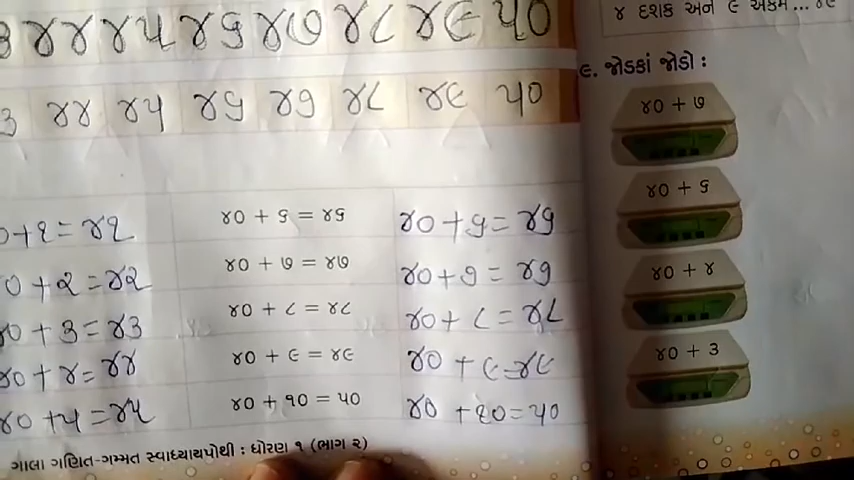 ૩ ૪૪ ૪૫ ૪૬ ૪૭ ૪૮ ૪૯ ૫૦
૩ ૪૪ ૪૫ ૪૬ ૪૭ ૪૮ ૪૯ ૫૦
૦+૧=૪૧ ૪૦ + ૬ = ૪૬ ૪૦+૬=૪૬
૦+૨=૪૨ ૪૦ + ૭ = ૪૭ ૪૦+૭=૪૭
૪૦+૩=૪૩ ૪૦ + ૮ = ૪૮ ૪૦+૮=૪૮
૪૦+૪=૪૪ ૪૦ + ૯ = ૪૯ ૪૦+૯=૪૯
૪૦+૫=૪૫ ૪૦ + ૧૦ = ૫૦ ૪૦+૧૦=૫૦
ગાલા ગણિત-ગમ્મત સ્વાધ્યાયપોથી : ધોરણ ૧ (ભાગ ૨)
૪ દશક અને ૯ એકમ... ૪૯
૯. જોડકાં જોડો :
૪૦ + ૭
૪૦ + ૬
૪૦ + ૪
૪૦ + ૩